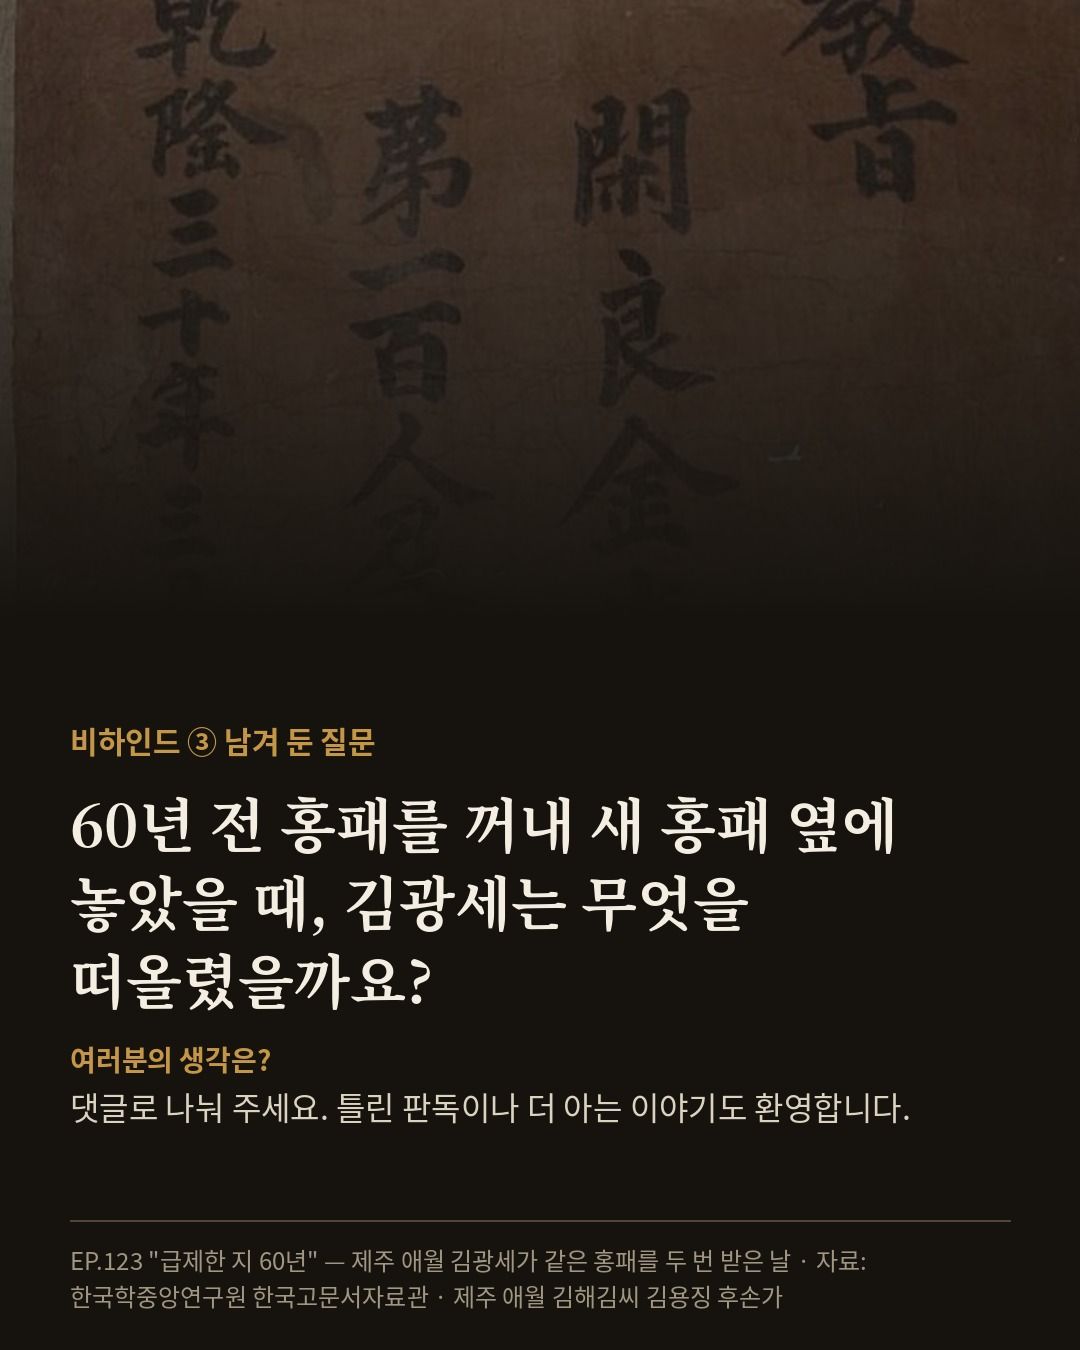 教旨
閑良金
苐一百人
乾隆三十年三
비하인드 ③ 남겨 둔 질문
60년 전 홍패를 꺼내 새 홍패 옆에
놓았을 때, 김광세는 무엇을
떠올렸을까요?
여러분의 생각은?
댓글로 나눠 주세요. 틀린 판독이나 더 아는 이야기도 환영합니다.
EP.123 "급제한 지 60년" — 제주 애월 김광세가 같은 홍패를 두 번 받은 날 · 자료:
한국학중앙연구원 한국고문서자료관 · 제주 애월 김해김씨 김용징 후손가